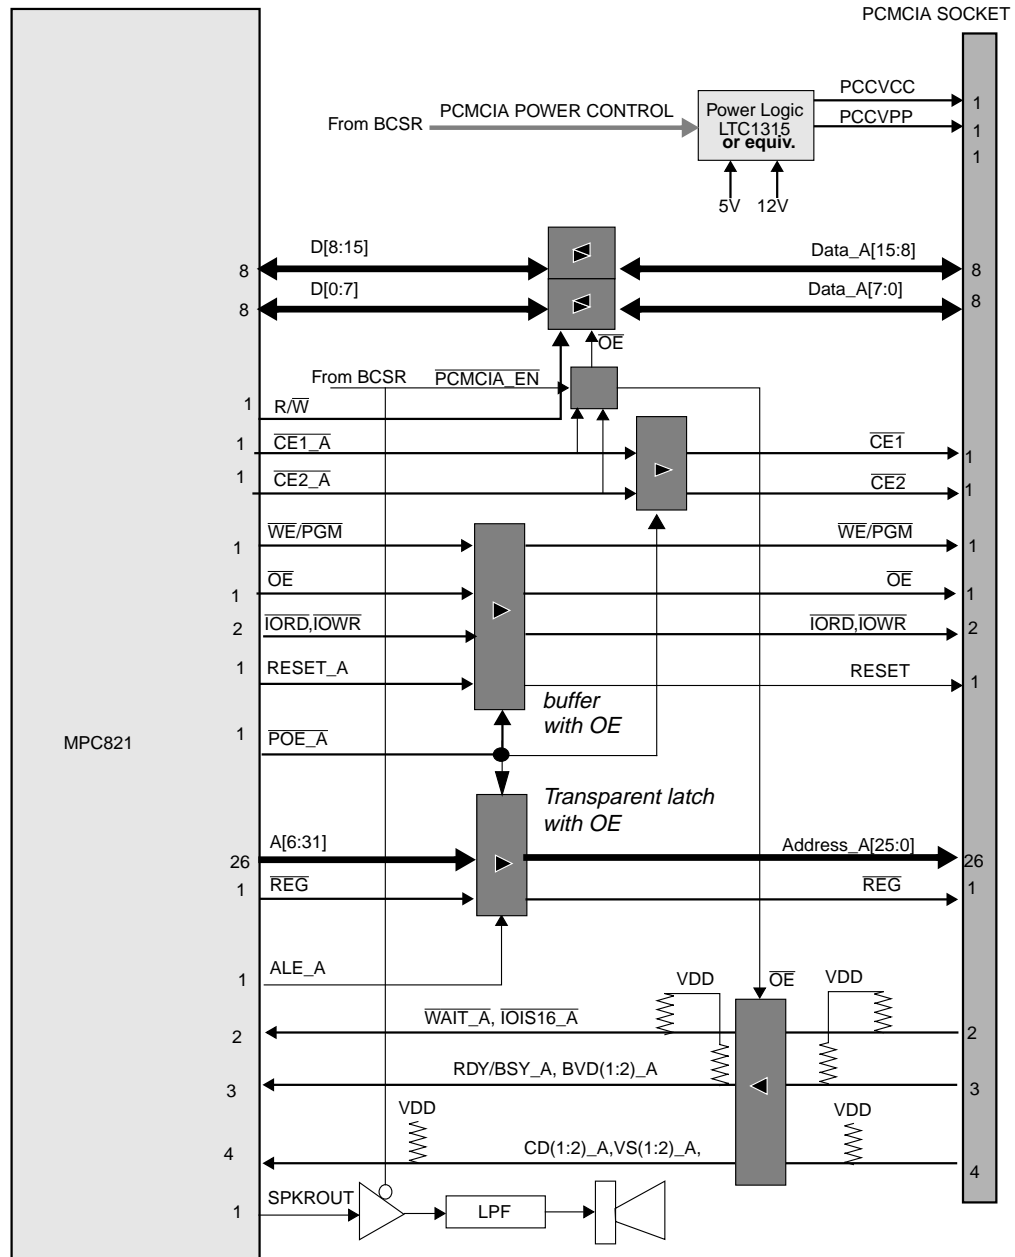 PCMCIA SOCKET
PCCVCC
1
From BCSR
PCMCIA POWER CONTROL
Power Logic
LTC1315
or equiv.
PCCVPP
1
1
5V 12V
D[8:15]
Data_A[15:8]
8
8
D[0:7]
Data_A[7:0]
8
8
OE
From BCSR
PCMCIA_EN
1
R/W
1
CE1_A
CE1
1
1
CE2_A
CE2
1
1
WE/PGM
WE/PGM
1
1
OE
OE
1
2
IORD,IOWR
IORD,IOWR
2
1
RESET_A
RESET
1
buffer
with OE
1
POE_A
MPC821
Transparent latch
with OE
A[6:31]
Address_A[25:0]
26
26
1
REG
REG
1
1
ALE_A
VDD
OE
VDD
WAIT_A, IOIS16_A
2
2
RDY/BSY_A, BVD(1:2)_A
3
3
VDD
VDD
4
CD(1:2)_A,VS(1:2)_A,
4
1
SPKROUT
LPF